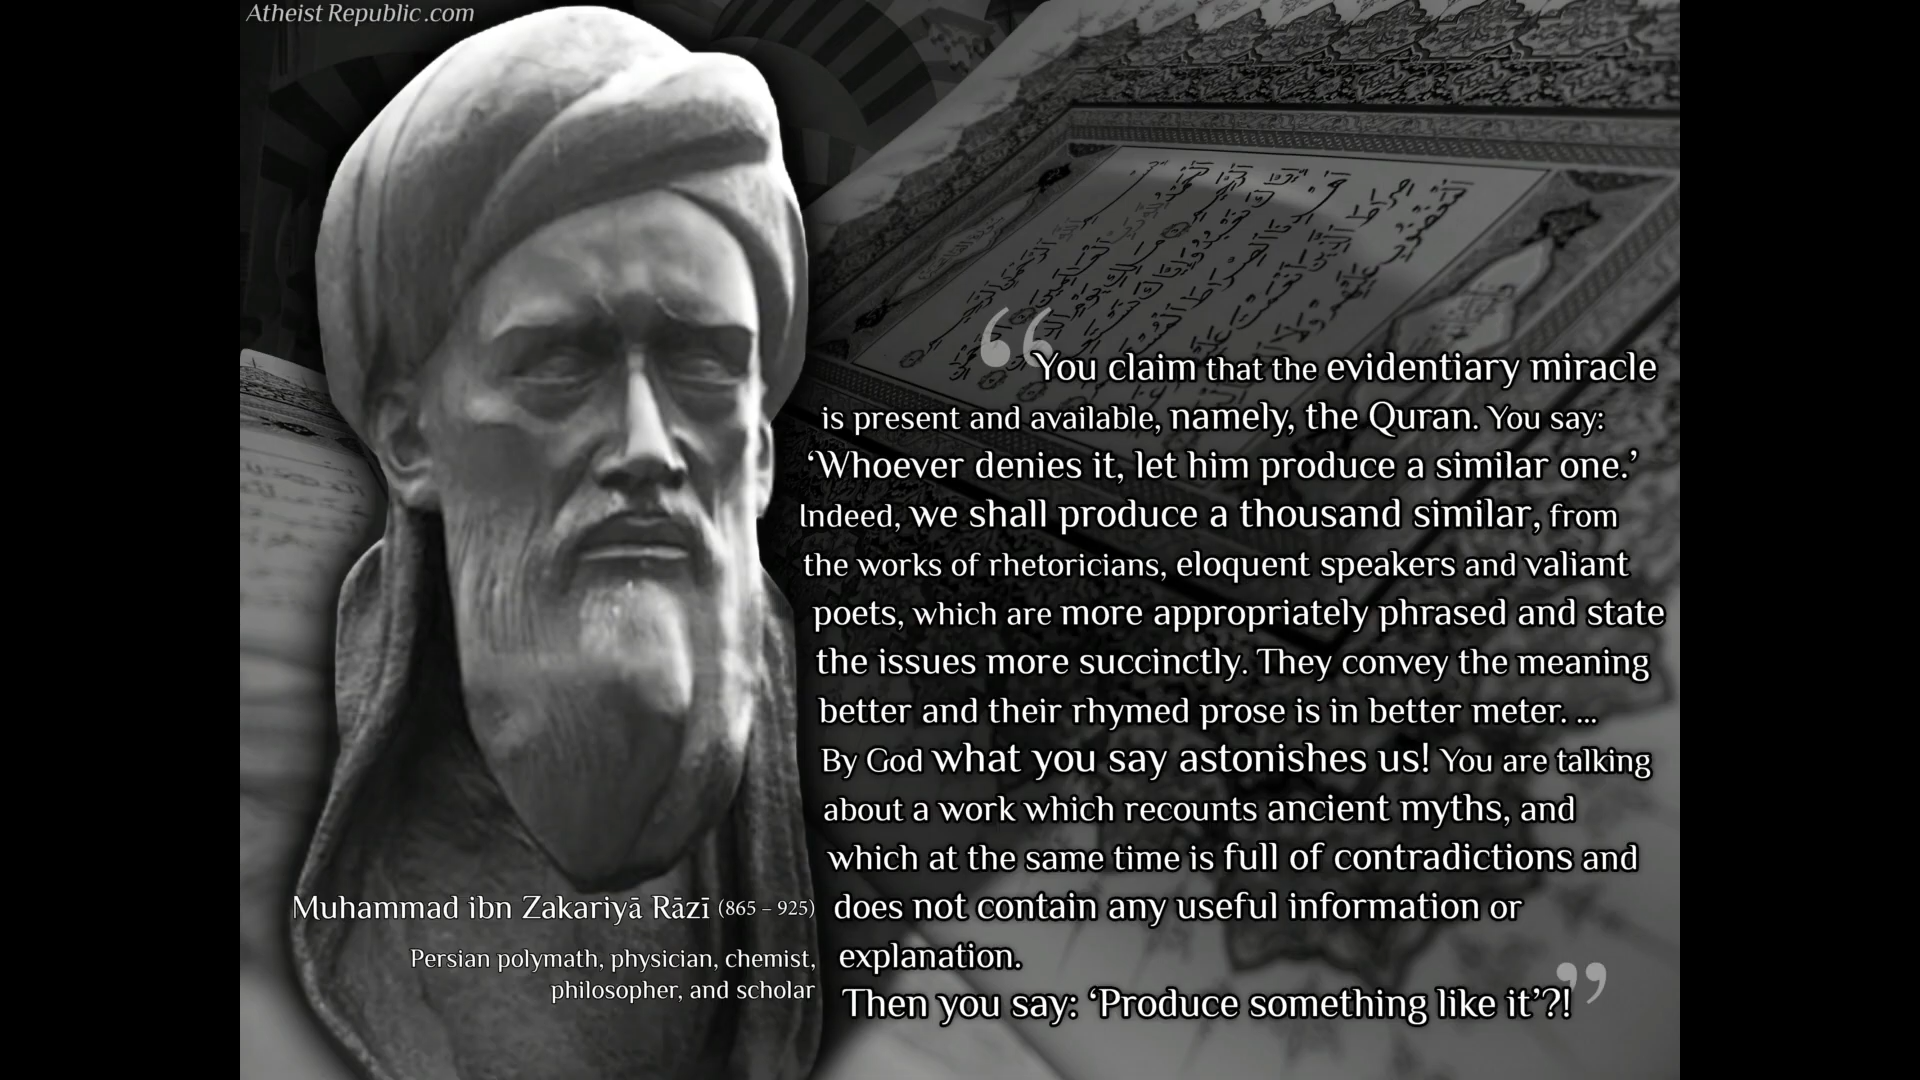 Atheist Republic.com
“You claim that the evidentiary miracle
is present and available, namely, the Quran. You say:
‘Whoever denies it, let him produce a similar one.’
Indeed, we shall produce a thousand similar, from
the works of rhetoricians, eloquent speakers and valiant
poets, which are more appropriately phrased and state
the issues more succinctly. They convey the meaning
better and their rhymed prose is in better meter. ...
By God what you say astonishes us! You are talking
about a work which recounts ancient myths, and
which at the same time is full of contradictions and
does not contain any useful information or
explanation.
Then you say: ‘Produce something like it’?!”
Muhammad ibn Zakariyā Rāzī (865 – 925)
Persian polymath, physician, chemist,
philosopher, and scholar